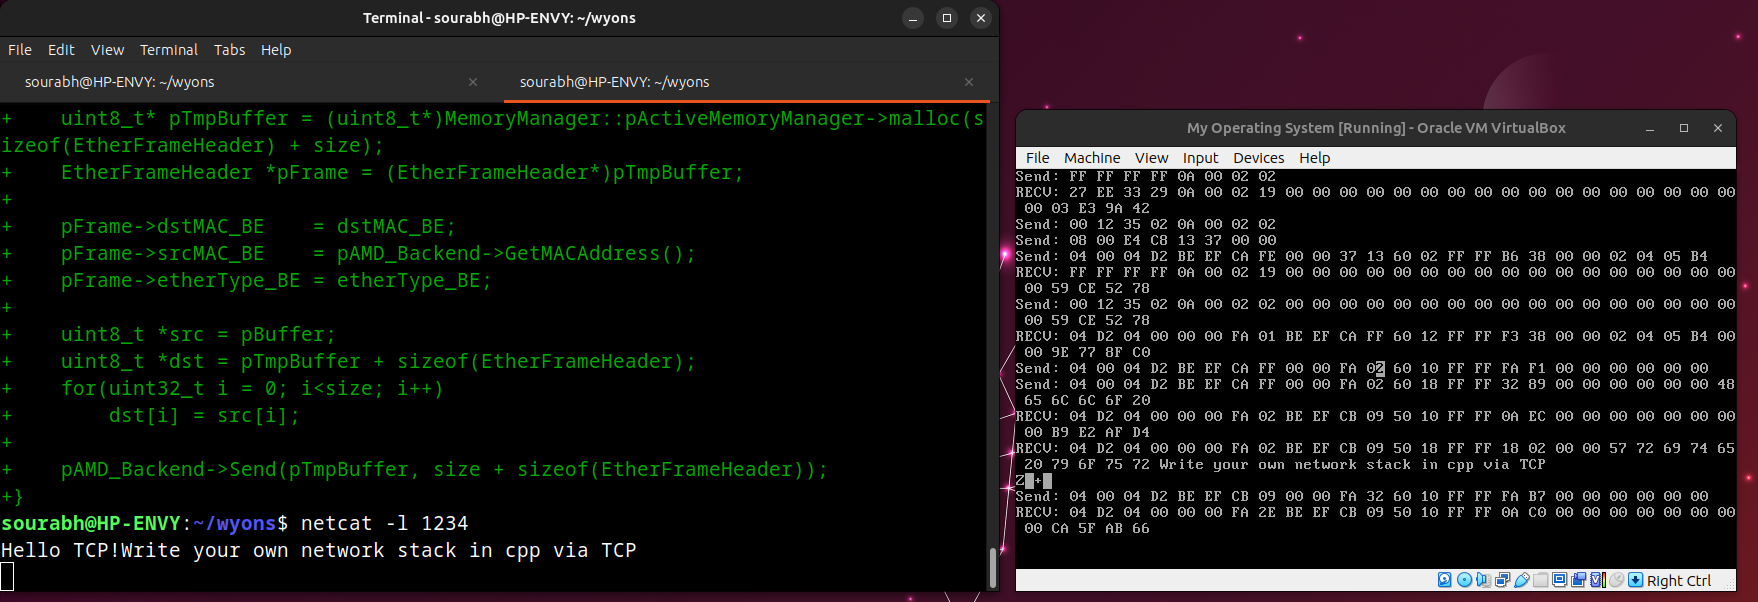 Terminal - sourabh@HP-ENVY: ~/wyons
File Edit View Terminal Tabs Help
sourabh@HP-ENVY: ~/wyons
sourabh@HP-ENVY: ~/wyons
+    uint8_t* pTmpBuffer = (uint8_t*)MemoryManager::pActiveMemoryManager->malloc(s
izeof(EtherFrameHeader) + size);
+    EtherFrameHeader *pFrame = (EtherFrameHeader*)pTmpBuffer;
+
+    pFrame->dstMAC_BE    = dstMAC_BE;
+    pFrame->srcMAC_BE    = pAMD_Backend->GetMACAddress();
+    pFrame->etherType_BE = etherType_BE;
+
+    uint8_t *src = pBuffer;
+    uint8_t *dst = pTmpBuffer + sizeof(EtherFrameHeader);
+    for(uint32_t i = 0; i<size; i++)
+        dst[i] = src[i];
+
+    pAMD_Backend->Send(pTmpBuffer, size + sizeof(EtherFrameHeader));
+}
sourabh@HP-ENVY:~/wyons$ netcat -l 1234
Hello TCP!Write your own network stack in cpp via TCP
My Operating System [Running] - Oracle VM VirtualBox
File Machine View Input Devices Help
Send: FF FF FF FF 0A 00 02 02
RECV: 27 EE 33 29 0A 00 02 19 00 00 00 00 00 00 00 00 00 00 00 00 00 00 00 00 00
00 03 E3 9A 42
Send: 00 12 35 02 0A 00 02 02
Send: 08 00 E4 C8 13 37 00 00
Send: 04 00 04 D2 BE EF CA FE 00 00 37 13 60 02 FF FF B6 38 00 00 02 04 05 B4
RECV: FF FF FF FF 0A 00 02 19 00 00 00 00 00 00 00 00 00 00 00 00 00 00 00 00 00
00 59 CE 52 78
Send: 00 12 35 02 0A 00 02 02 00 00 00 00 00 00 00 00 00 00 00 00 00 00 00 00 00
00 59 CE 52 78
RECV: 04 D2 04 00 00 00 FA 01 BE EF CA FF 60 12 FF FF F3 38 00 00 02 04 05 B4 00
00 9E 77 8F C0
Send: 04 00 04 D2 BE EF CA FF 00 00 FA 02 60 10 FF FF FA F1 00 00 00 00 00 00
Send: 04 00 04 D2 BE EF CA FF 00 00 FA 02 60 18 FF FF 32 89 00 00 00 00 00 00 48
65 6C 6C 6F 20
RECV: 04 D2 04 00 00 00 FA 02 BE EF CB 09 50 10 FF FF 0A EC 00 00 00 00 00 00 00
00 B9 E2 AF D4
RECV: 04 D2 04 00 00 00 FA 02 BE EF CB 09 50 18 FF FF 18 02 00 00 57 72 69 74 65
20 79 6F 75 72 Write your own network stack in cpp via TCP
Z +
Send: 04 00 04 D2 BE EF CB 09 00 00 FA 32 60 10 FF FF FA B7 00 00 00 00 00 00
RECV: 04 D2 04 00 00 00 FA 2E BE EF CB 09 50 10 FF FF 0A C0 00 00 00 00 00 00 00
00 CA 5F AB 66
Right Ctrl